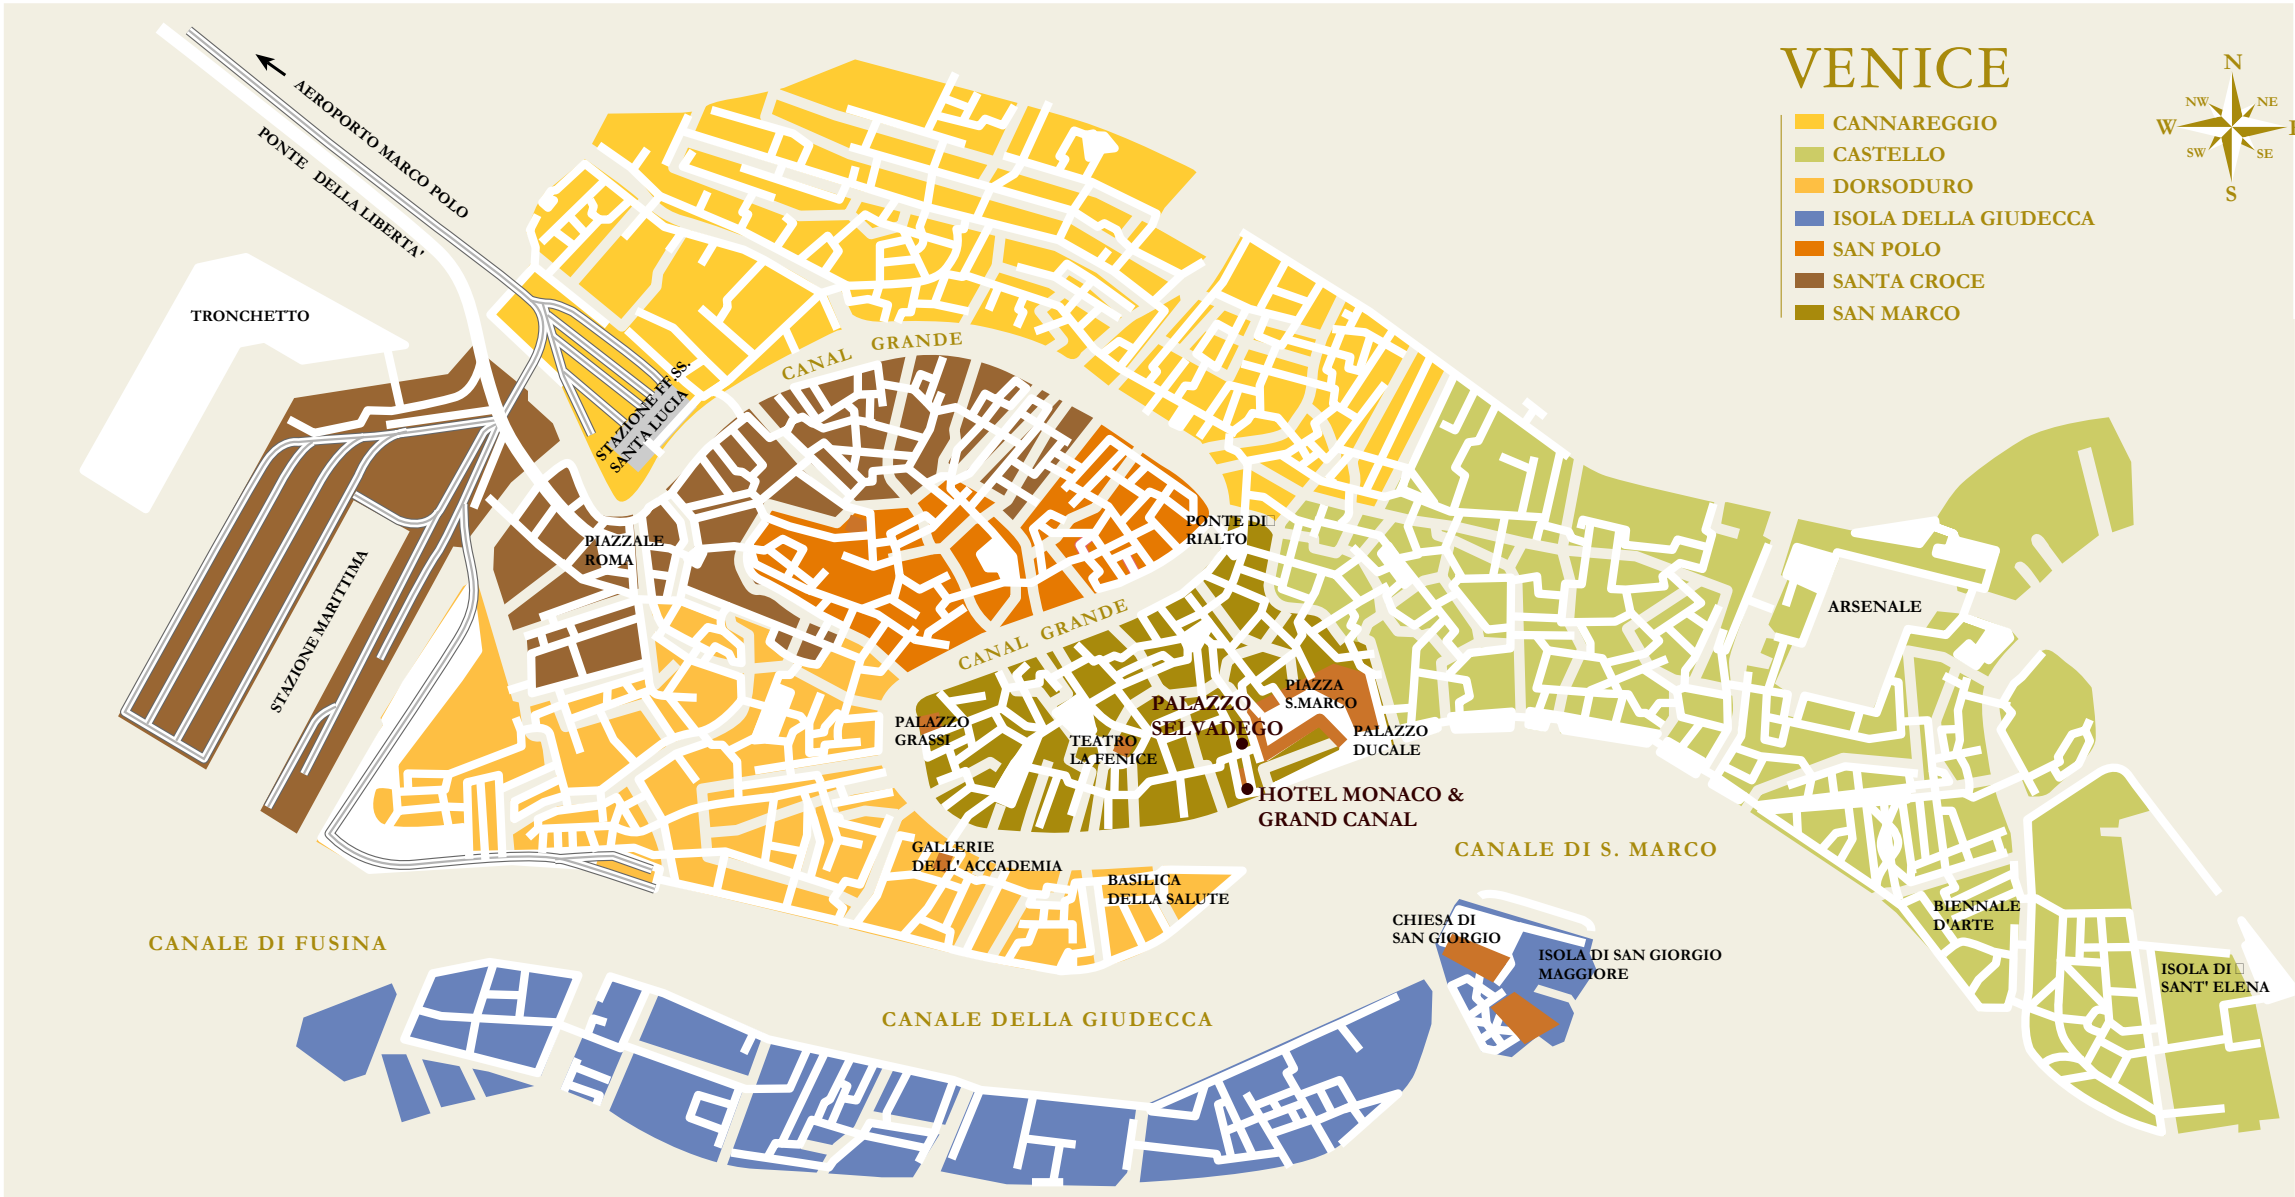 VENICE
CANNAREGGIO
CASTELLO
DORSODURO
ISOLA DELLA GIUDECCA
SAN POLO
SANTA CROCE
SAN MARCO
N
NW
NE
W
E
SW
SE
S
AEROPORTO MARCO POLO
PONTE DELLA LIBERTA'
TRONCHETTO
STAZIONE FF.SS.
SANTA LUCIA
CANAL GRANDE
PIAZZALE
ROMA
STAZIONE MARITTIMA
PONTE DI
RIALTO
ARSENALE
CANAL GRANDE
PALAZZO
GRASSI
TEATRO
LA FENICE
PALAZZO
SELVADEGO
PIAZZA
S.MARCO
PALAZZO
DUCALE
HOTEL MONACO &
GRAND CANAL
GALLERIE
DELL' ACCADEMIA
BASILICA
DELLA SALUTE
CANALE DI S. MARCO
CANALE DI FUSINA
CANALE DELLA GIUDECCA
CHIESA DI
SAN GIORGIO
ISOLA DI SAN GIORGIO
MAGGIORE
BIENNALE
D'ARTE
ISOLA DI
SANT' ELENA